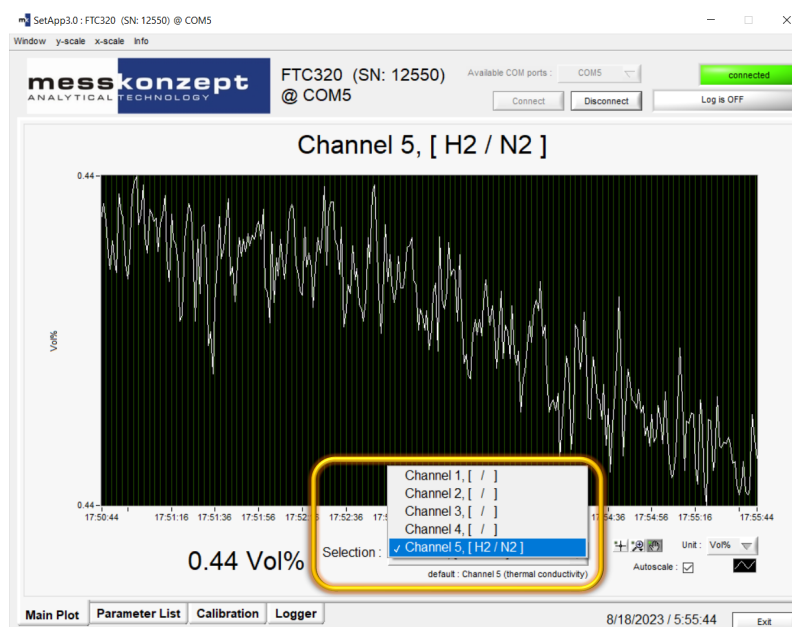 SetApp3.0 : FTC320 (SN: 12550) @ COM5
Window y-scale x-scale Info
messkonzept
ANALYTICAL TECHNOLOGY
FTC320 (SN: 12550)
@ COM5
Available COM ports : COM5
connected
Connect Disconnect Log is OFF
Channel 5, [ H2 / N2 ]
0.44
Vol%
0.44
17:50:44 17:51:16 17:51:36 17:51:56 17:52:36 17:54:56 17:55:16 17:55:44
Channel 1, [ / ]
Channel 2, [ / ]
Channel 3, [ / ]
Channel 4, [ / ]
✓ Channel 5, [ H2 / N2 ]
0.44 Vol%
Selection :
default : Channel 5 (thermal conductivity)
Unit : Vol%
Autoscale :
Main Plot Parameter List Calibration Logger
8/18/2023 / 5:55:44
Exit